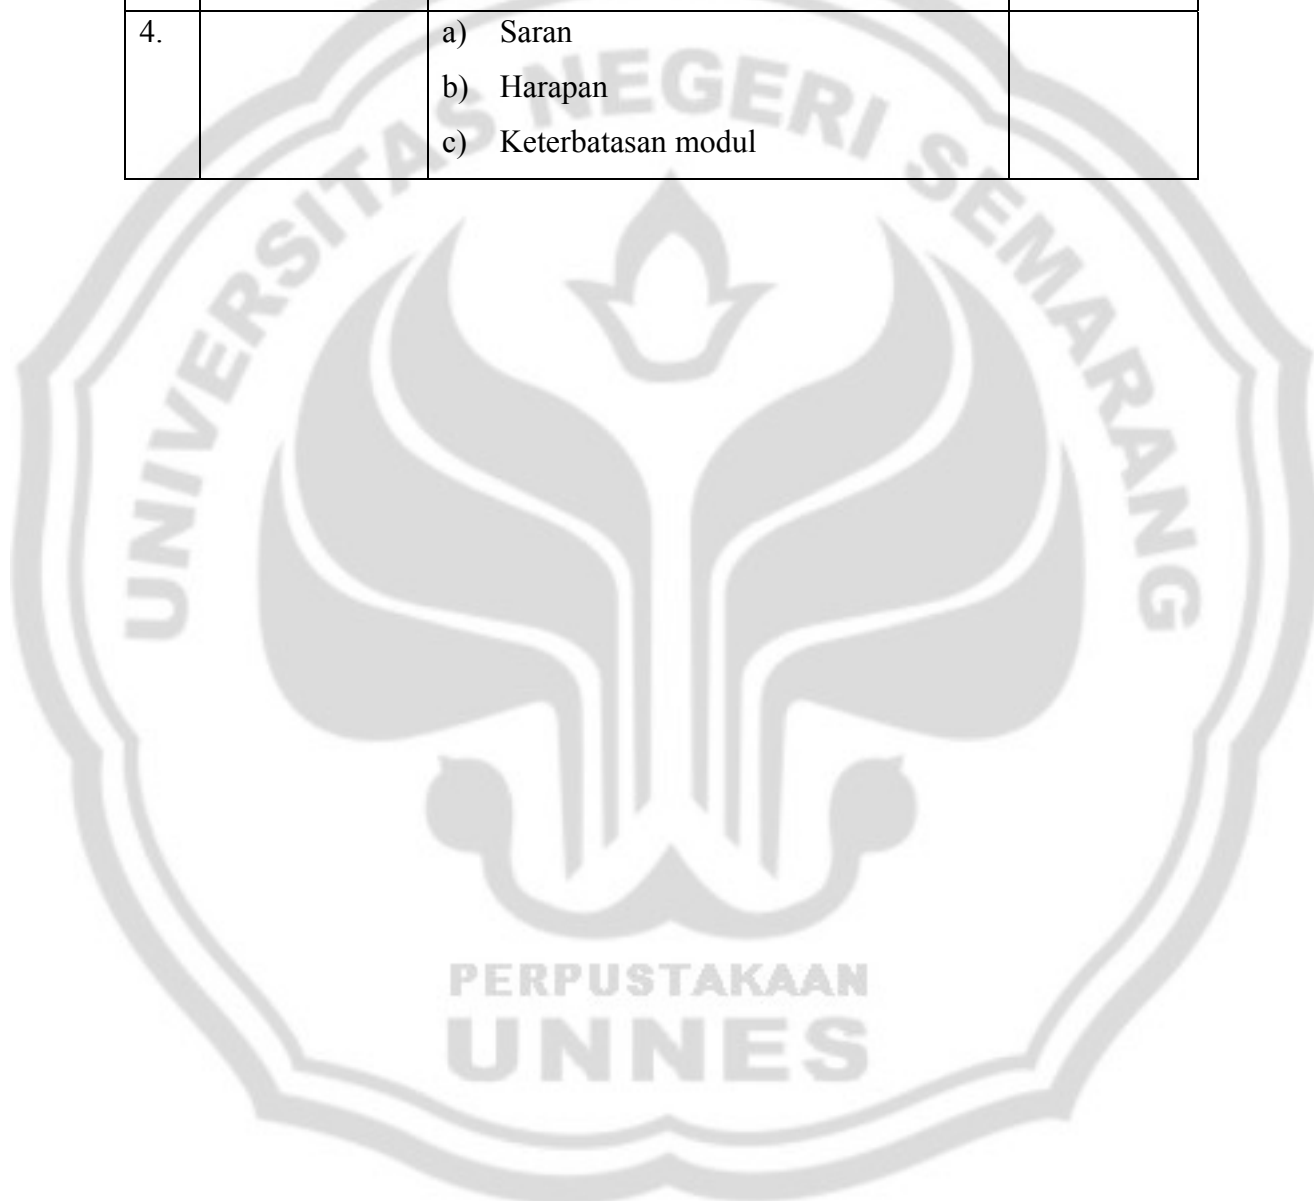 4. a) Saran
b) Harapan
c) Keterbatasan modul
UNIVERSITAS NEGERI SEMARANG
PERPUSTAKAAN
UNNES